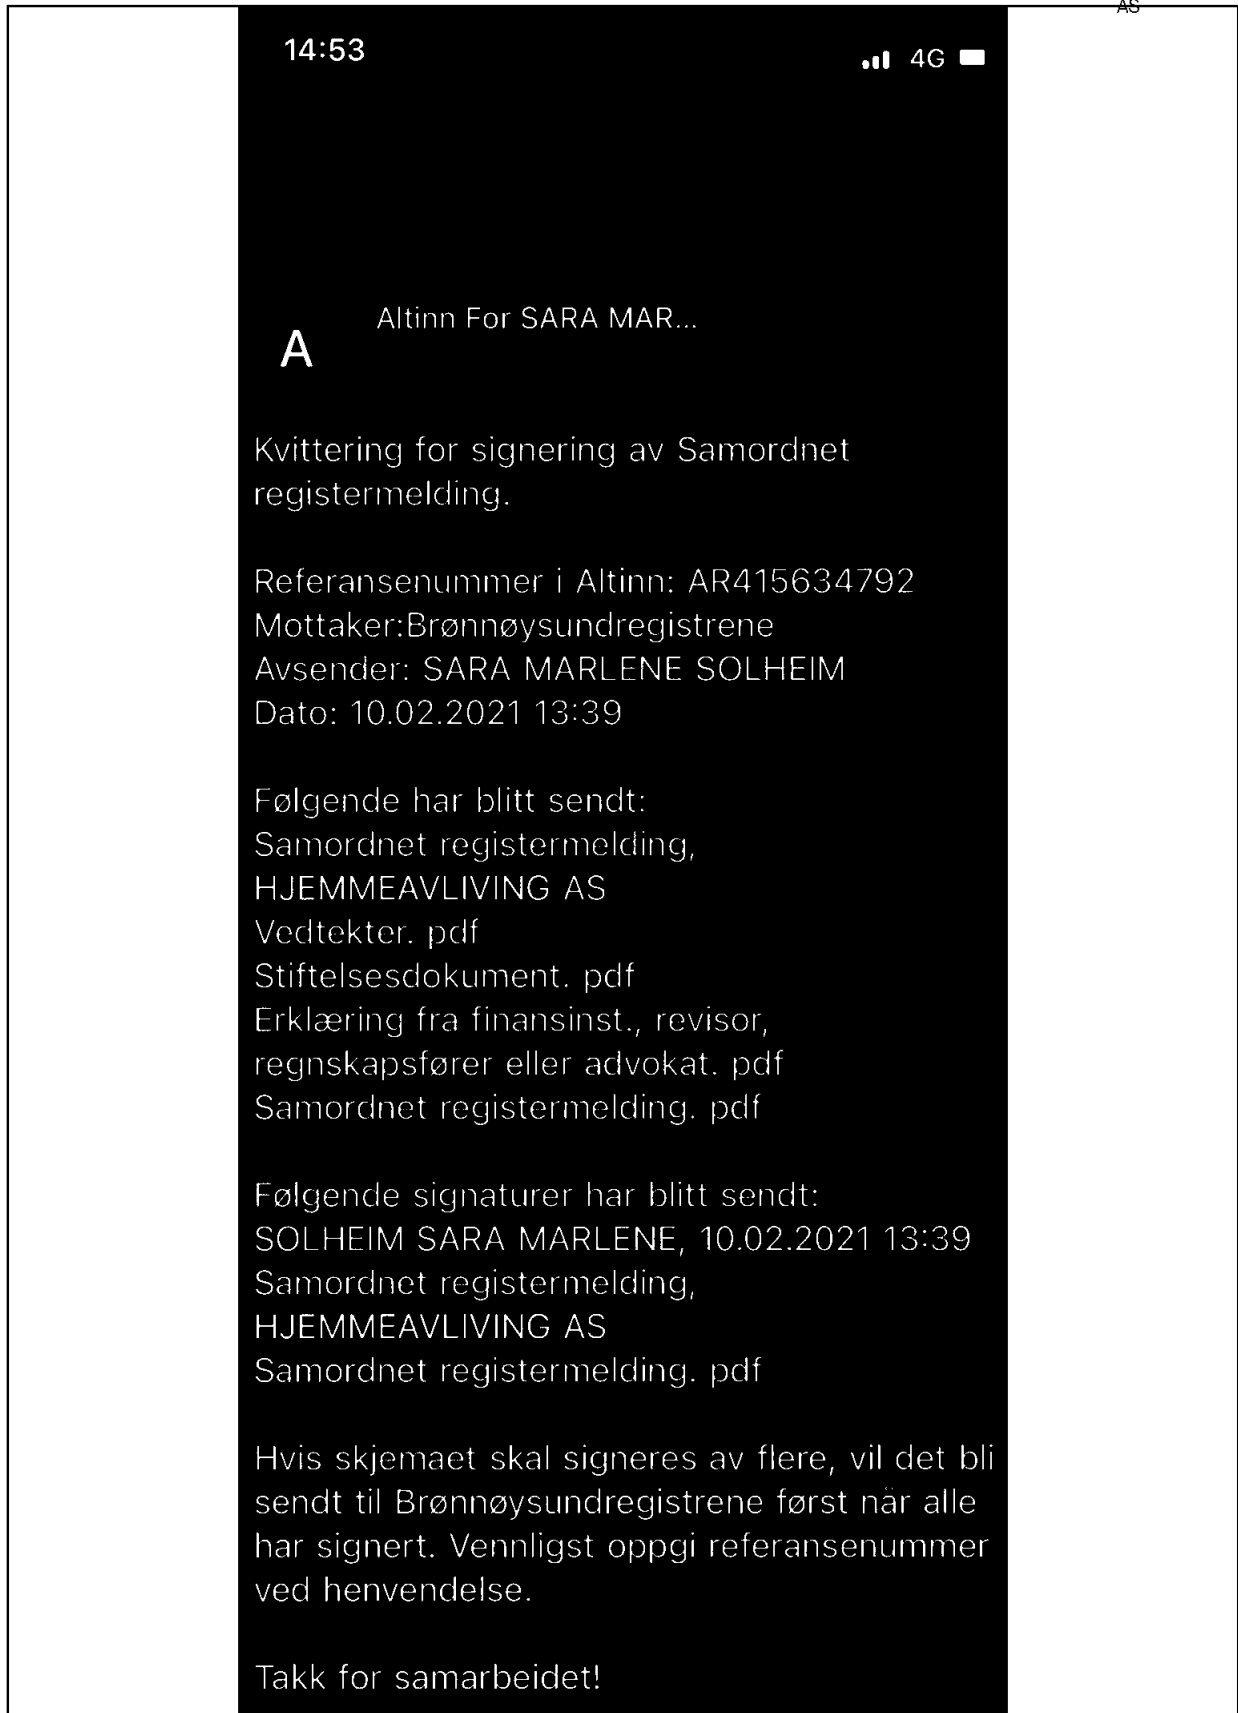 AS
14:53
4G
Altinn For SARA MAR...
A
Kvittering for signering av Samordnet
registermelding.
Referansenummer i Altinn: AR415634792
Mottaker:Brønnøysundregistrene
Avsender: SARA MARLENE SOLHEIM
Dato: 10.02.2021 13:39
Følgende har blitt sendt:
Samordnet registermelding,
HJEMMEAVLIVING AS
Vedtekter. pdf
Stiftelsesdokument. pdf
Erklæring fra finansinst., revisor,
regnskapsfører eller advokat. pdf
Samordnet registermelding. pdf
Følgende signaturer har blitt sendt:
SOLHEIM SARA MARLENE, 10.02.2021 13:39
Samordnet registermelding,
HJEMMEAVLIVING AS
Samordnet registermelding. pdf
Hvis skjemaet skal signeres av flere, vil det bli
sendt til Brønnøysundregistrene først når alle
har signert. Vennligst oppgi referansenummer
ved henvendelse.
Takk for samarbeidet!